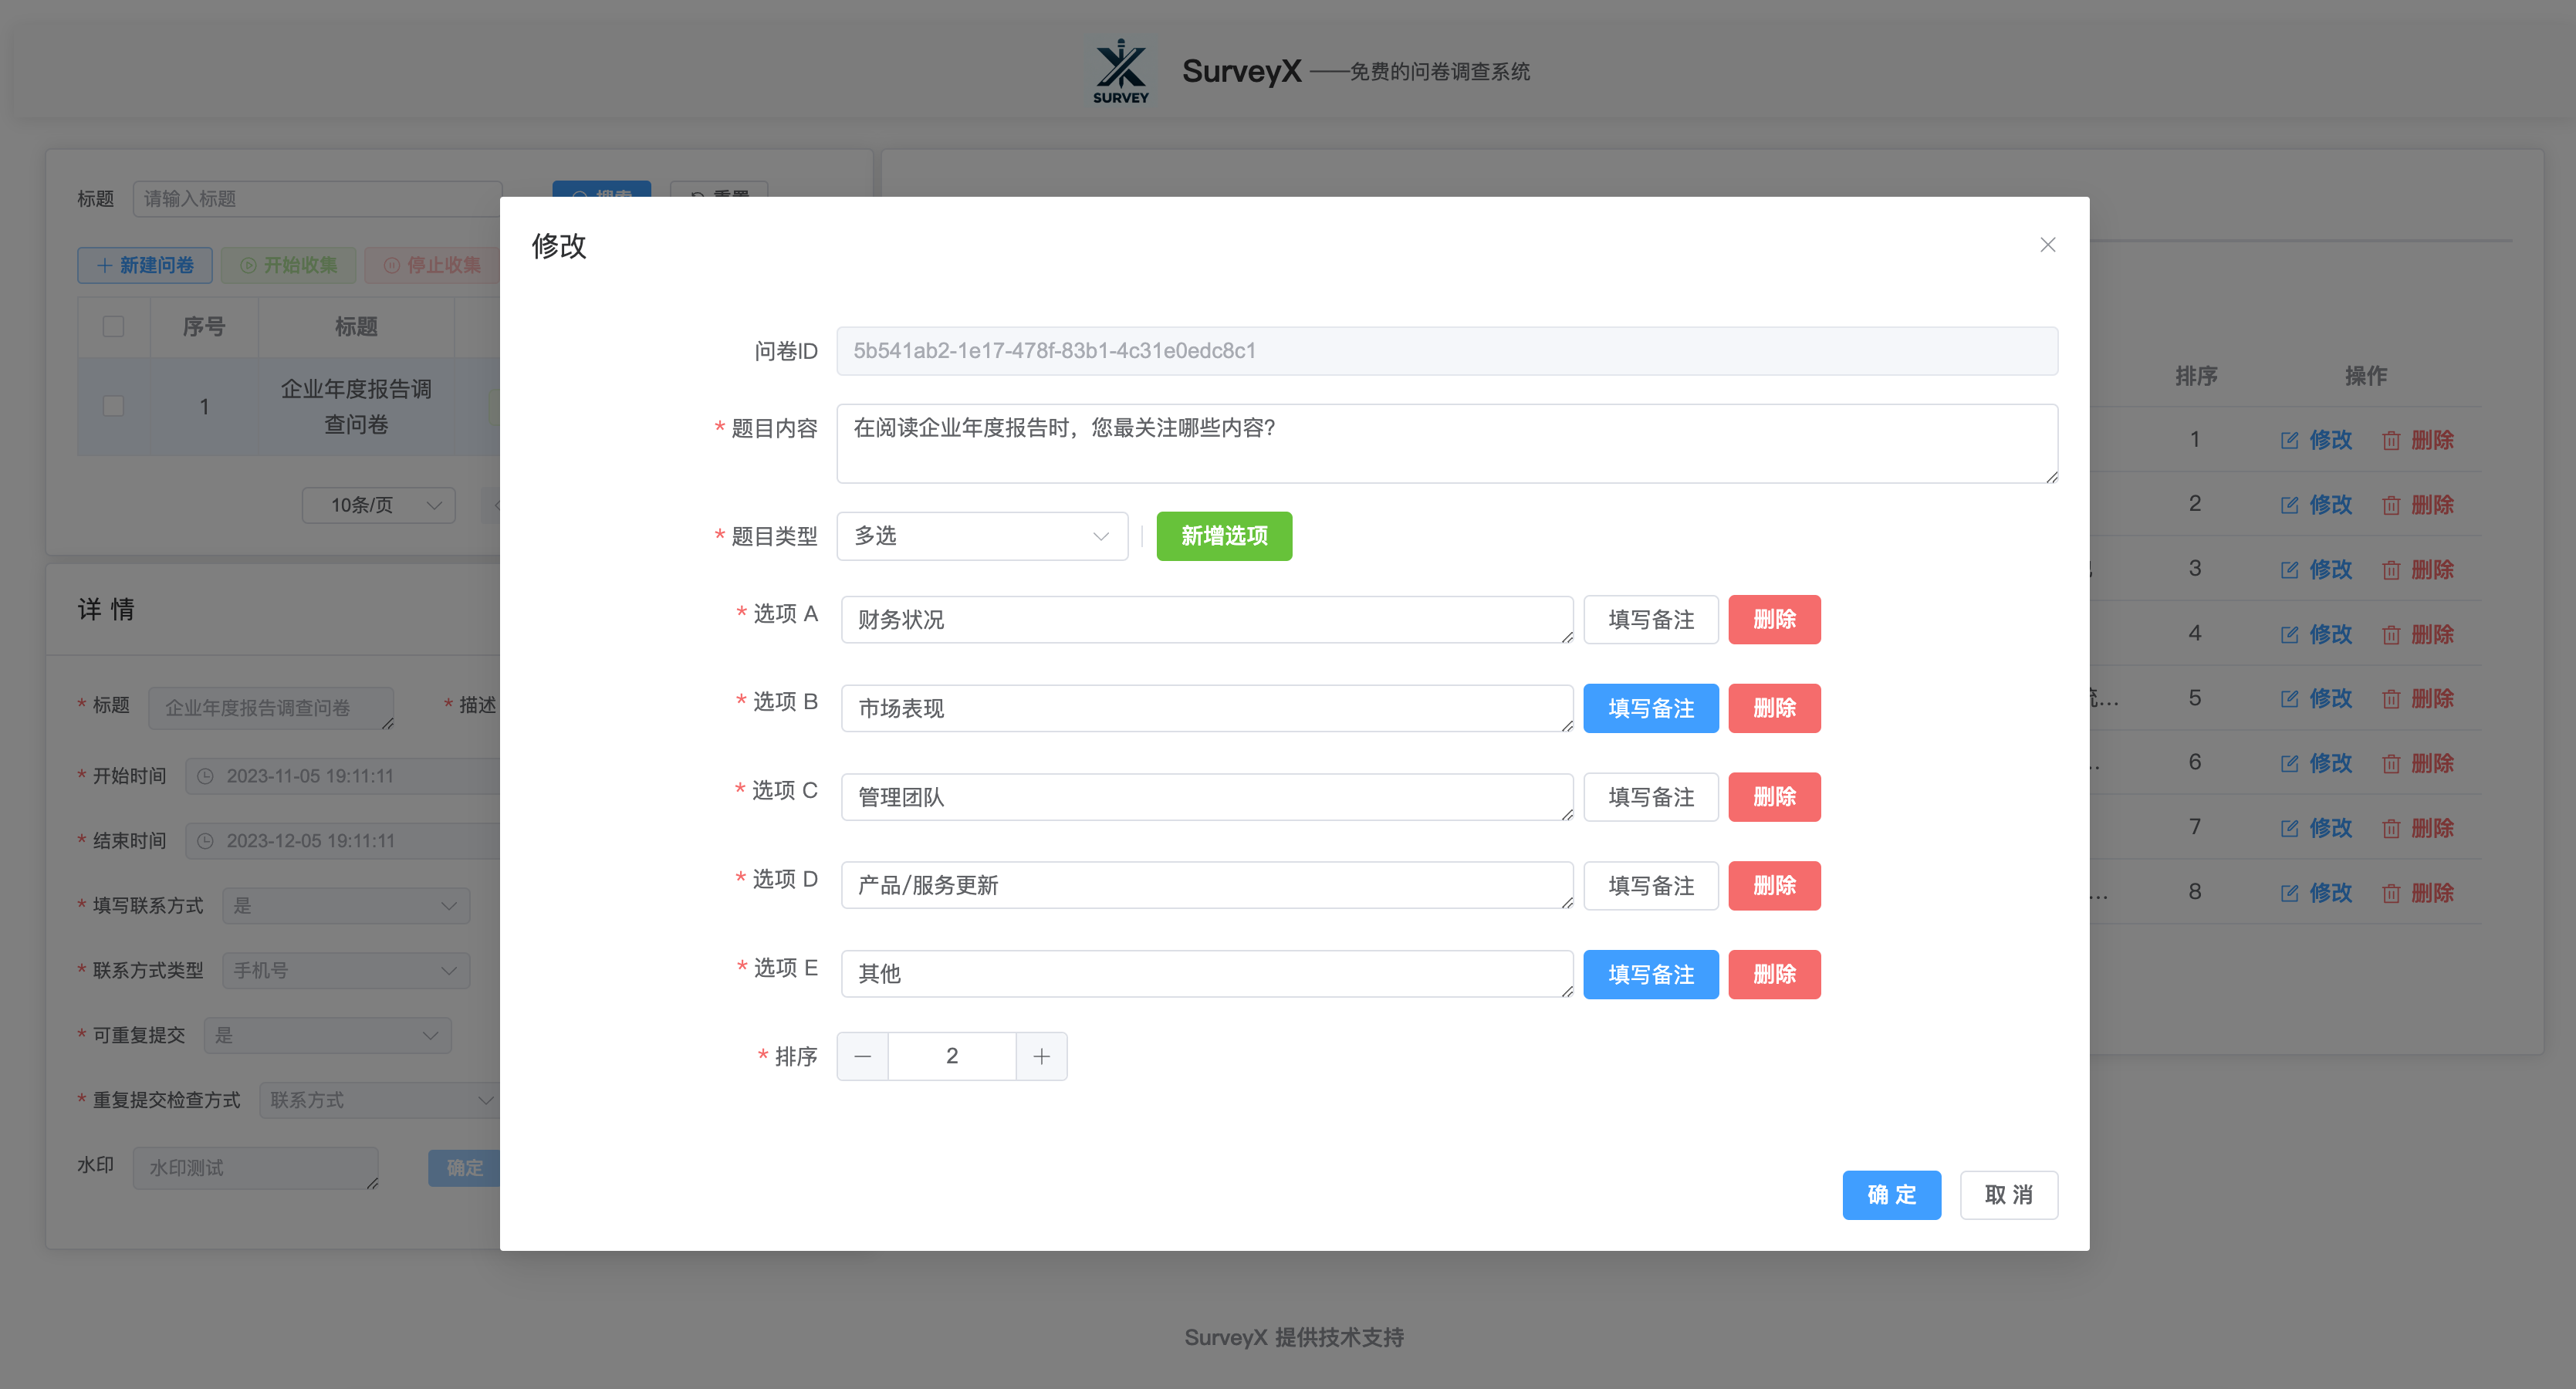 SURVEY
SurveyX ——免费的问卷调查系统
标题 请输入标题
新建问卷 开始收集 停止收集
序号 标题
1 企业年度报告调
查问卷
10条/页
详 情
* 标题 企业年度报告调查问卷 * 描述
* 开始时间 2023-11-05 19:11:11
* 结束时间 2023-12-05 19:11:11
* 填写联系方式 是
* 联系方式类型 手机号
* 可重复提交 是
* 重复提交检查方式 联系方式
水印 水印测试 确定
修改
问卷ID 5b541ab2-1e17-478f-83b1-4c31e0edc8c1
* 题目内容 在阅读企业年度报告时，您最关注哪些内容?
* 题目类型 多选 新增选项
* 选项 A 财务状况 填写备注 删除
* 选项 B 市场表现 填写备注 删除
* 选项 C 管理团队 填写备注 删除
* 选项 D 产品/服务更新 填写备注 删除
* 选项 E 其他 填写备注 删除
* 排序 2
确 定 取 消
排序 操作
1 修改 删除
2 修改 删除
3 修改 删除
4 修改 删除
5 修改 删除
6 修改 删除
7 修改 删除
8 修改 删除
SurveyX 提供技术支持